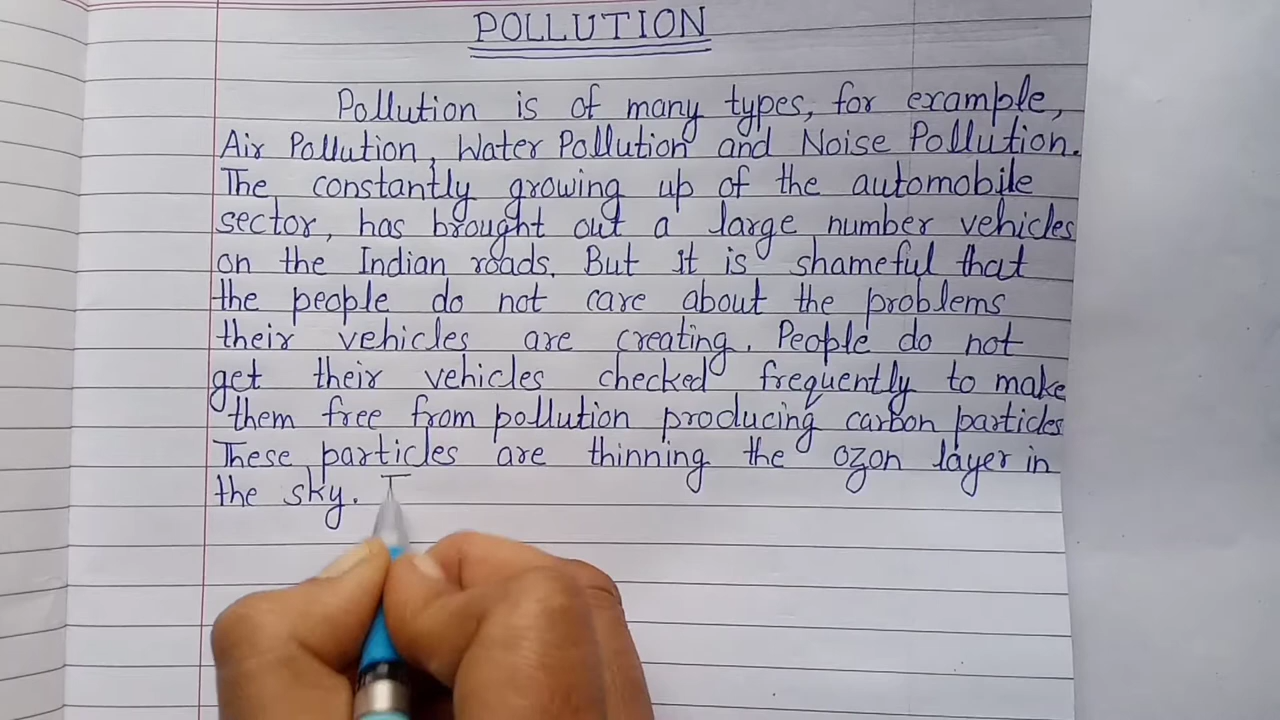 POLLUTION
Pollution is of many types, for example,
Air Pollution, Water Pollution and Noise Pollution.
The constantly growing up of the automobile
sector, has brought out a large number vehicles
on the Indian roads. But it is shameful that
the people do not care about the problems
their vehicles are creating. People do not
get their vehicles checked frequently to make
them free from pollution producing carbon particles
These particles are thinning the ozon layer in
the sky. T